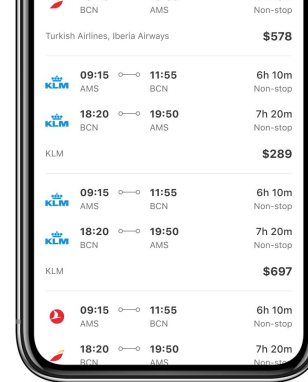 BCN AMS Non-stop
Turkish Airlines, Iberia Airways $578
09:15 11:55 6h 10m
KLM AMS BCN Non-stop
18:20 19:50 7h 20m
KLM BCN AMS Non-stop
KLM $289
09:15 11:55 6h 10m
KLM AMS BCN Non-stop
18:20 19:50 7h 20m
KLM BCN AMS Non-stop
KLM $697
09:15 11:55 6h 10m
AMS BCN Non-stop
18:20 19:50 7h 20m
BCN AMS Non-stop